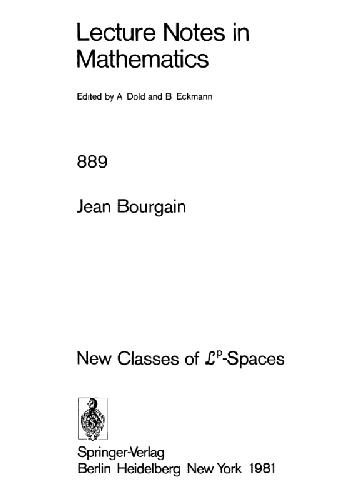 Lecture Notes in
Mathematics
Edited by A Dold and B Eckmann
889
Jean Bourgain
New Classes of ℒᵖ-Spaces
Springer-Verlag
Berlin Heidelberg New York 1981